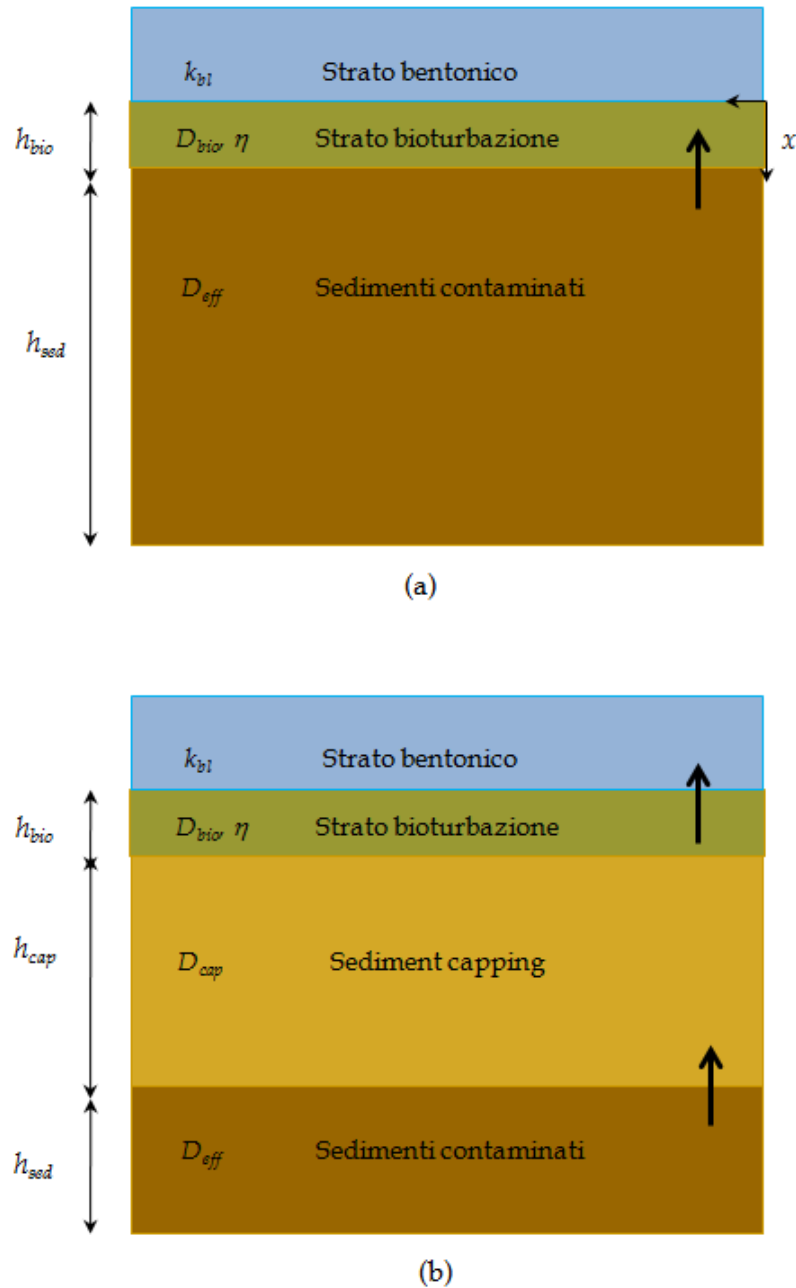 k_bl Strato bentonico
h_bio D_bio, η Strato bioturbazione x
D_eff Sedimenti contaminati
h_sed
(a)
k_bl Strato bentonico
h_bio D_bio, η Strato bioturbazione
h_cap D_cap Sediment capping
h_sed D_eff Sedimenti contaminati
(b)